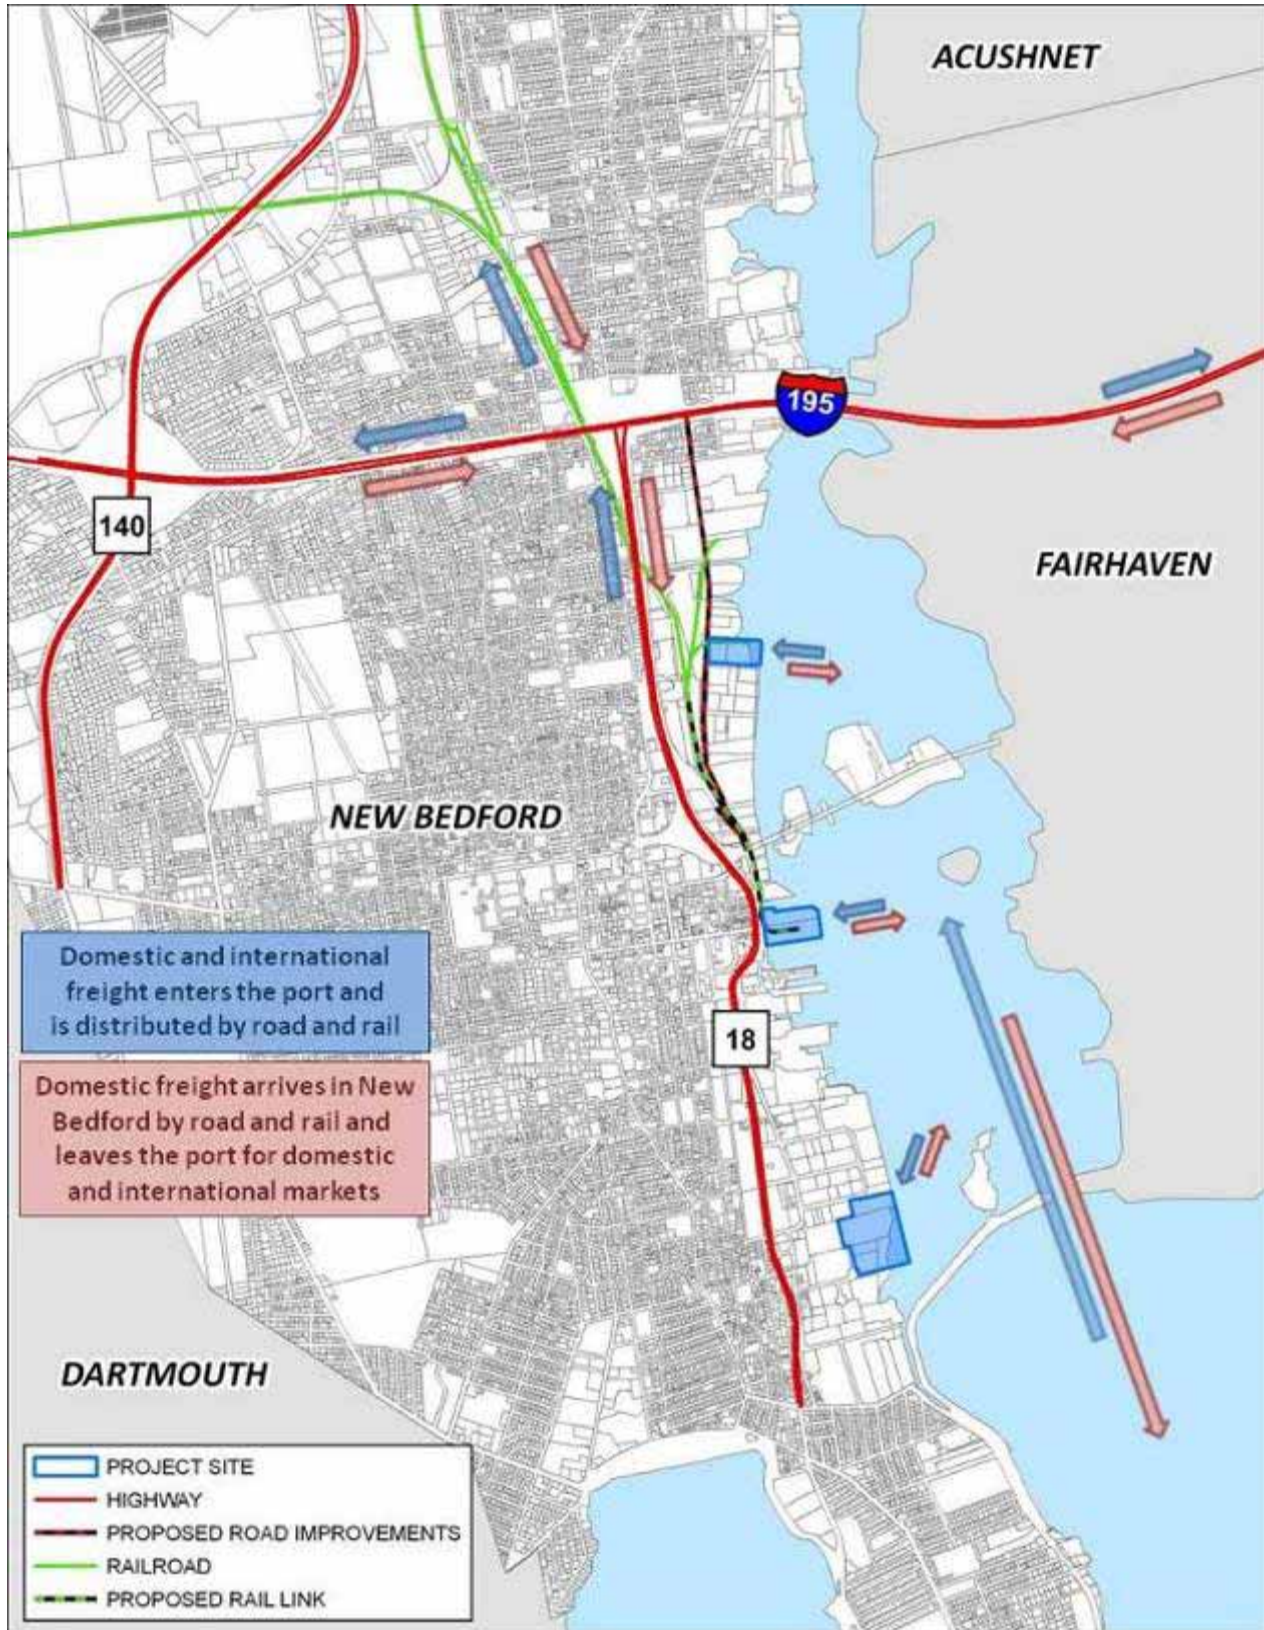 ACUSHNET
195
140
FAIRHAVEN
NEW BEDFORD
Domestic and international
freight enters the port and
is distributed by road and rail
18
Domestic freight arrives in New
Bedford by road and rail and
leaves the port for domestic
and international markets
DARTMOUTH
PROJECT SITE
HIGHWAY
PROPOSED ROAD IMPROVEMENTS
RAILROAD
PROPOSED RAIL LINK